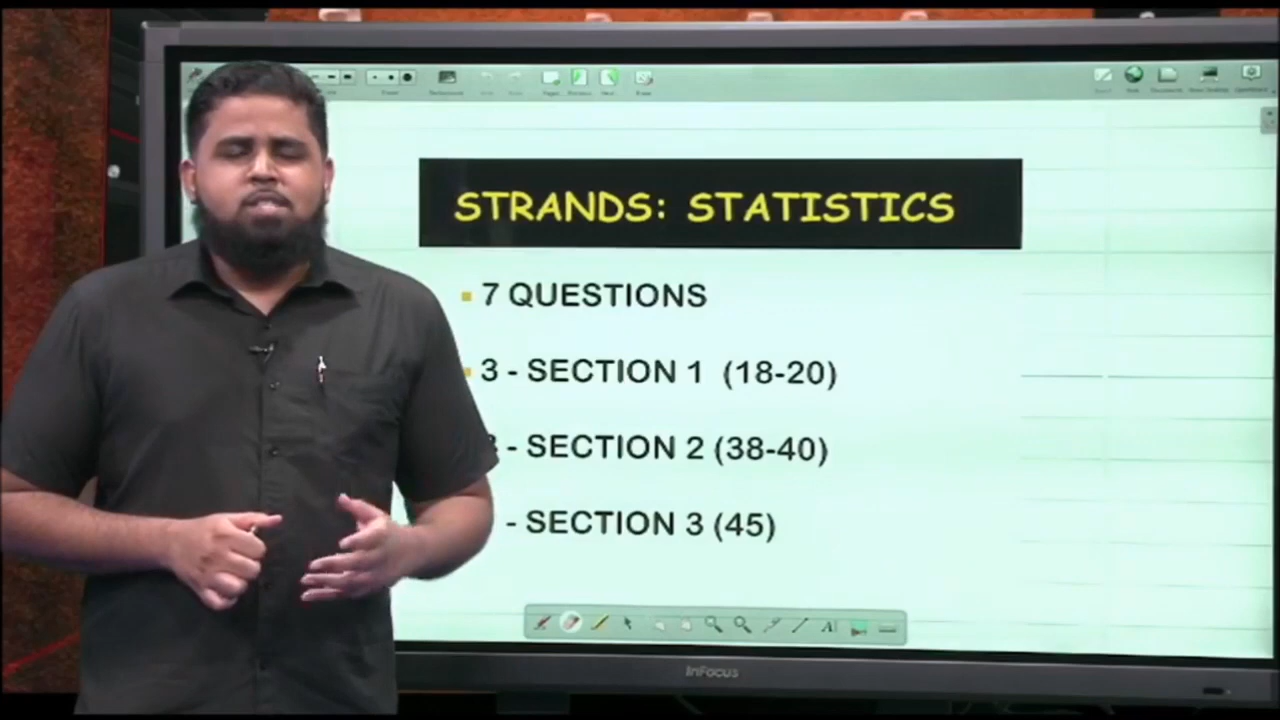 STRANDS: STATISTICS
7 QUESTIONS
3 - SECTION 1 (18-20)
- SECTION 2 (38-40)
- SECTION 3 (45)
InFocus